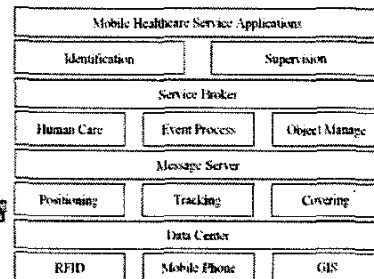 Mobile Healthcare Service Applications
Identification Supervision
Service Broker
Human Care Event Process Object Manage
Message Server
Positioning Tracking Covering
Data Center
RFID Mobile Phone GIS